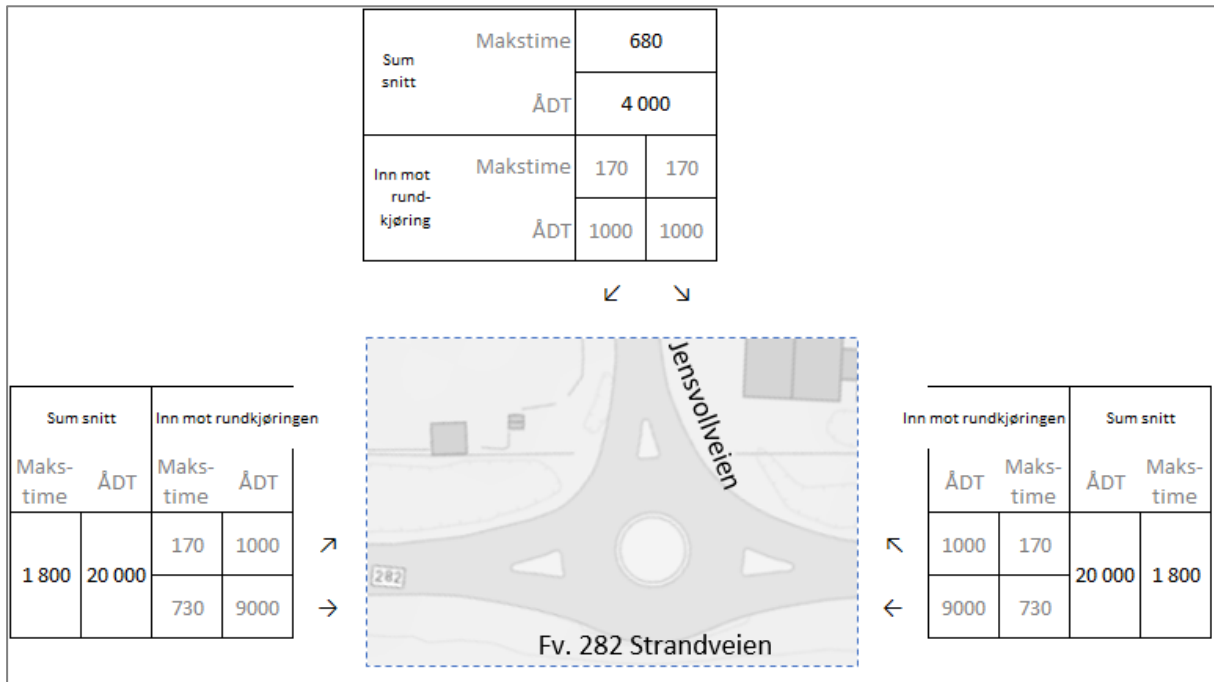 Sum
snitt
Makstime 680
ÅDT 4 000
Inn mot
rund-
kjøring
Makstime 170 170
ÅDT 1000 1000
↙ ↘
Jensvollveien
Sum snitt Inn mot rundkjøringen
Maks-
time ÅDT Maks-
time ÅDT
1 800 20 000 170 1000 ↗
730 9000 →
282
Fv. 282 Strandveien
Inn mot rundkjøringen Sum snitt
ÅDT Maks-
time ÅDT Maks-
time
↖ 1000 170 20 000 1 800
← 9000 730